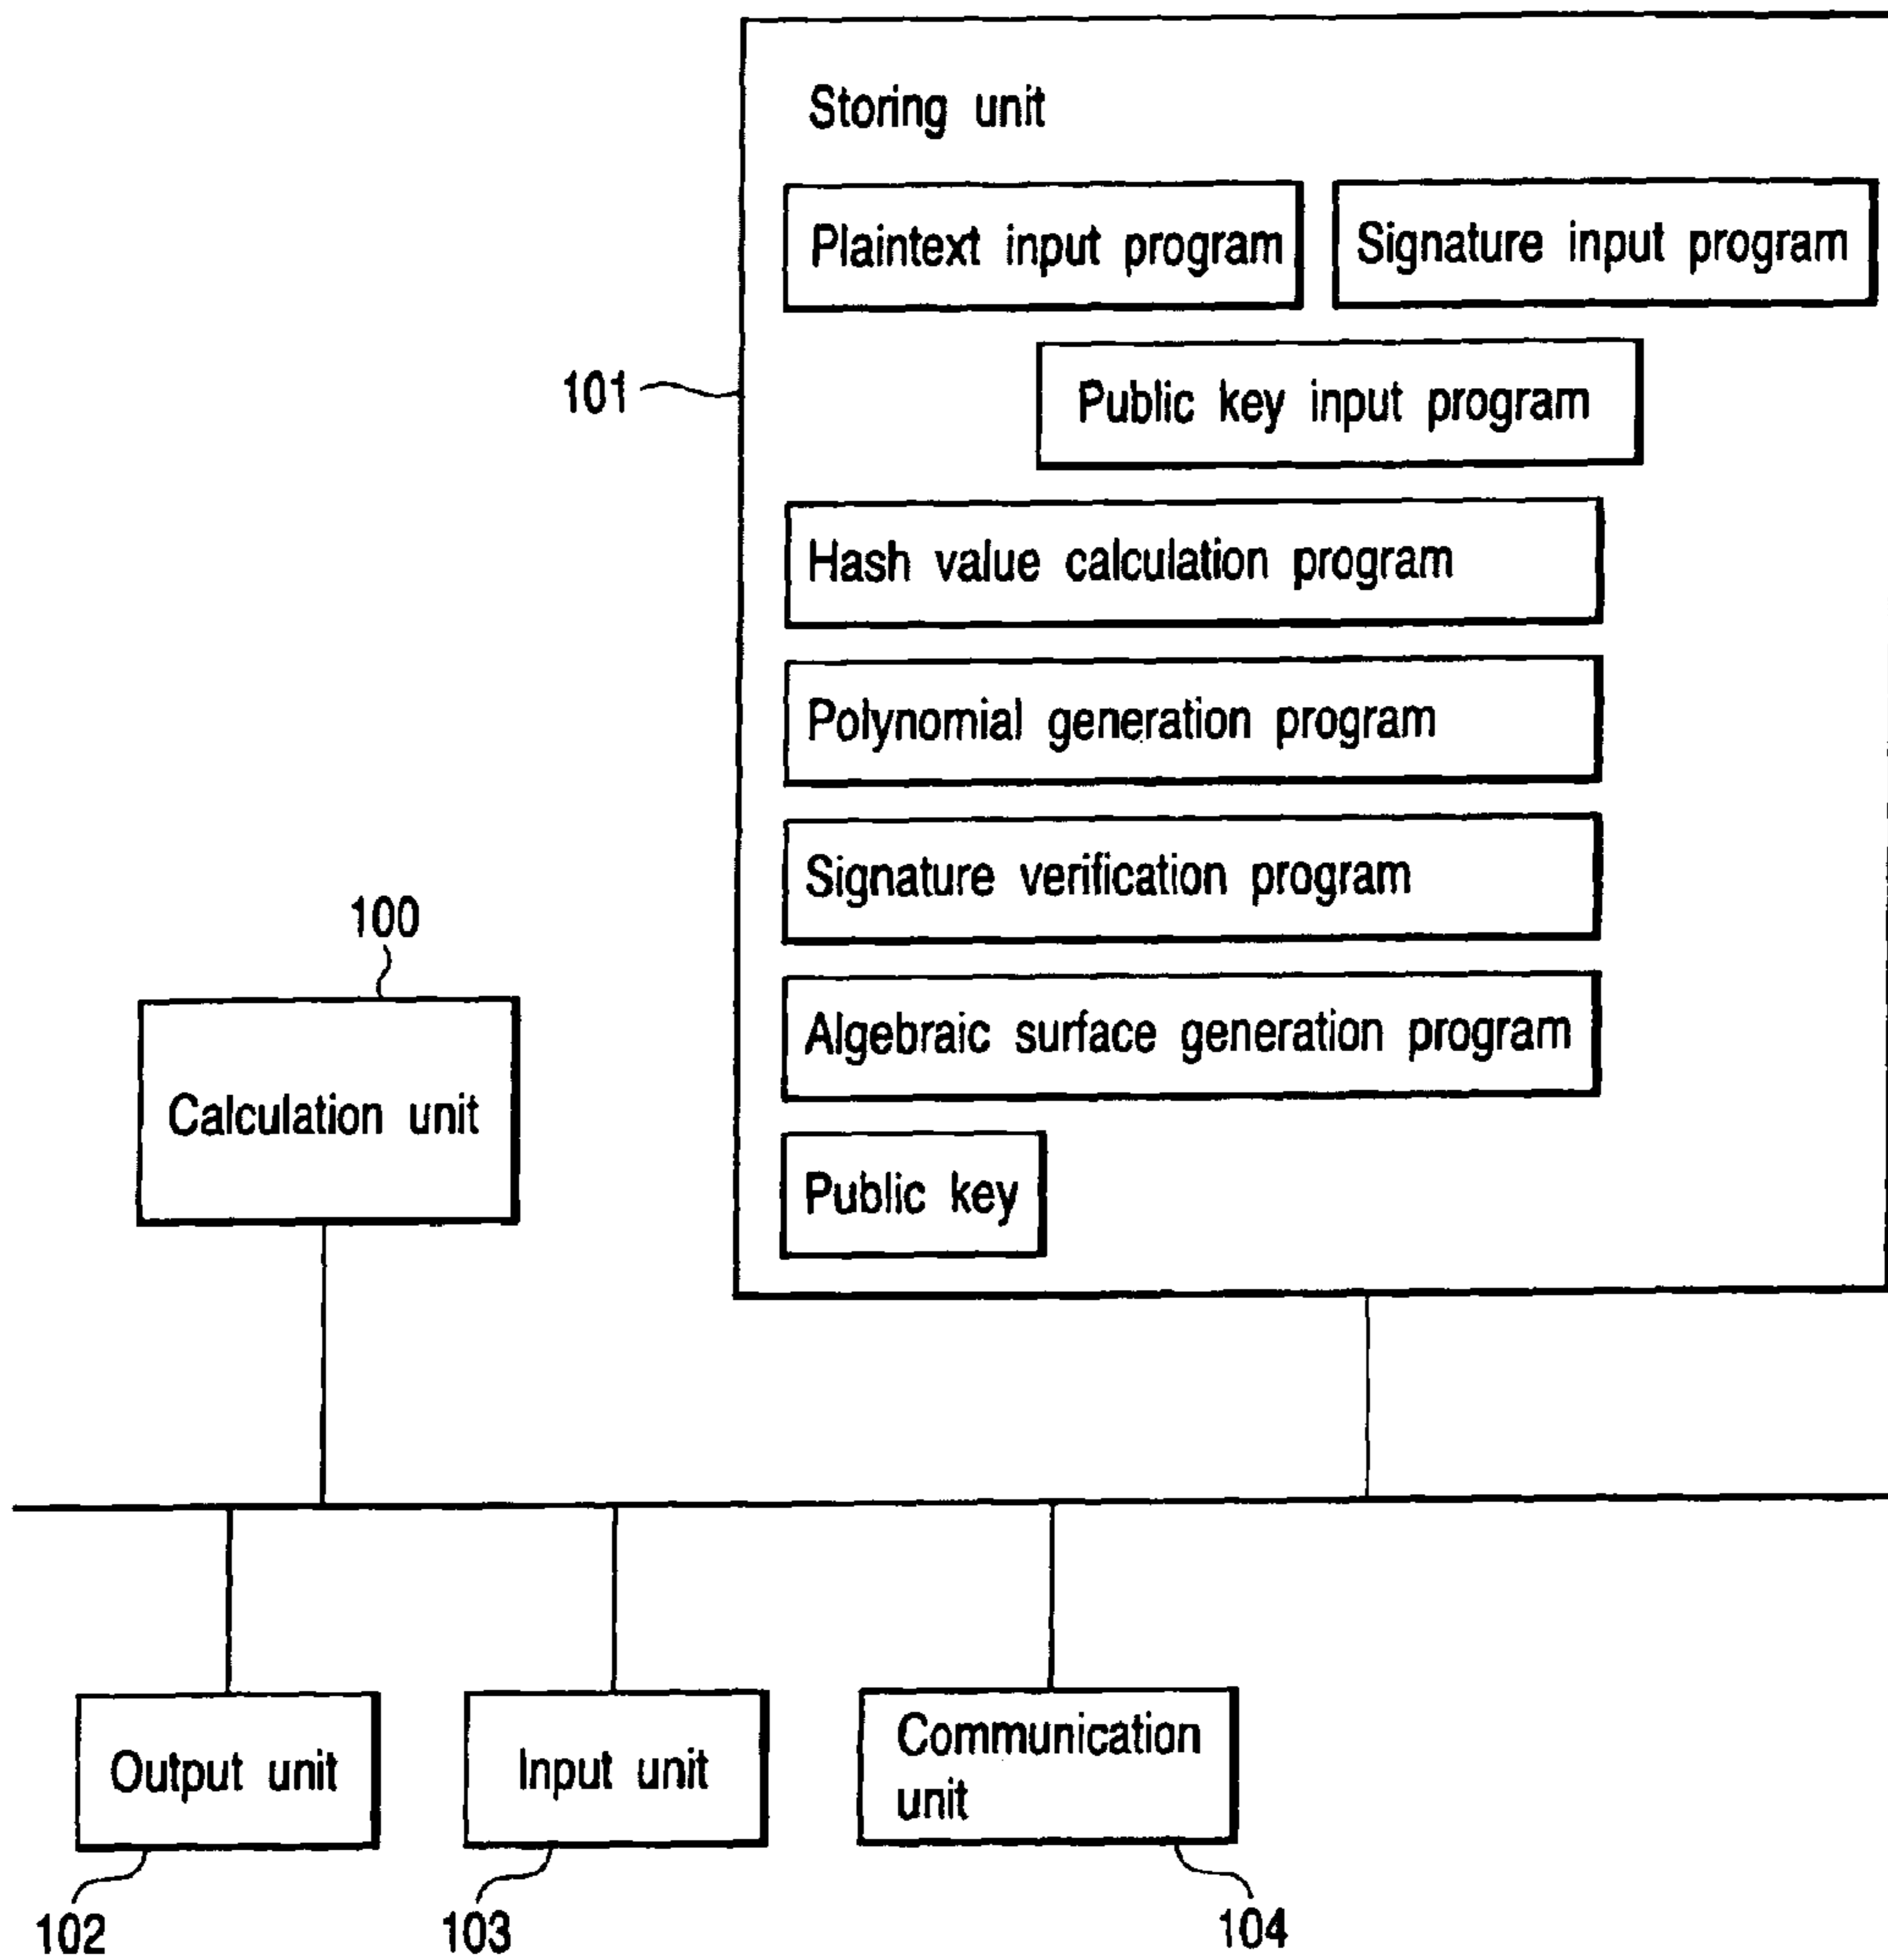 Storing unit
Plaintext input program
Signature input program
101
Public key input program
Hash value calculation program
Polynomial generation program
Signature verification program
100
Algebraic surface generation program
Calculation unit
Public key
Output unit
Input unit
Communication
unit
102
103
104